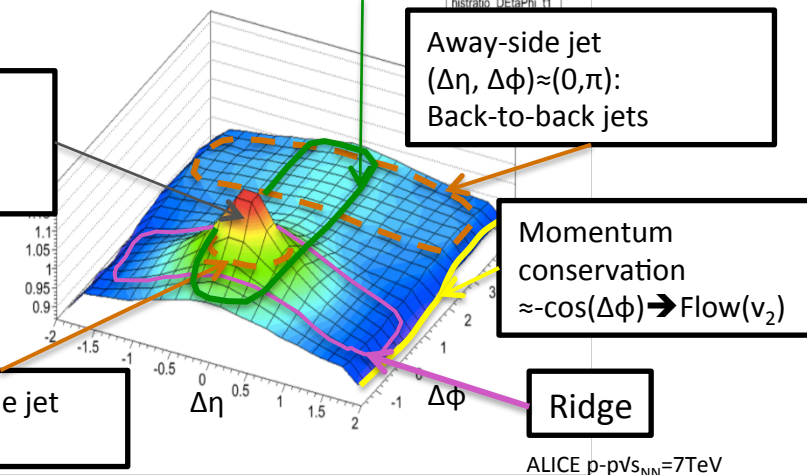 histratio_DEtaPhi_t1
Away-side jet
(Δη, Δϕ)≈(0,π):
Back-to-back jets
Momentum
conservation
≈-cos(Δϕ)➔Flow(v₂)
1.1
1.05
1
0.95
0.9
-2
-1.5
-1
-0.5
0
0.5
1
1.5
2
Δη
-1
0
1
2
3
Δϕ
e jet
Ridge
ALICE p-p√s_NN=7TeV